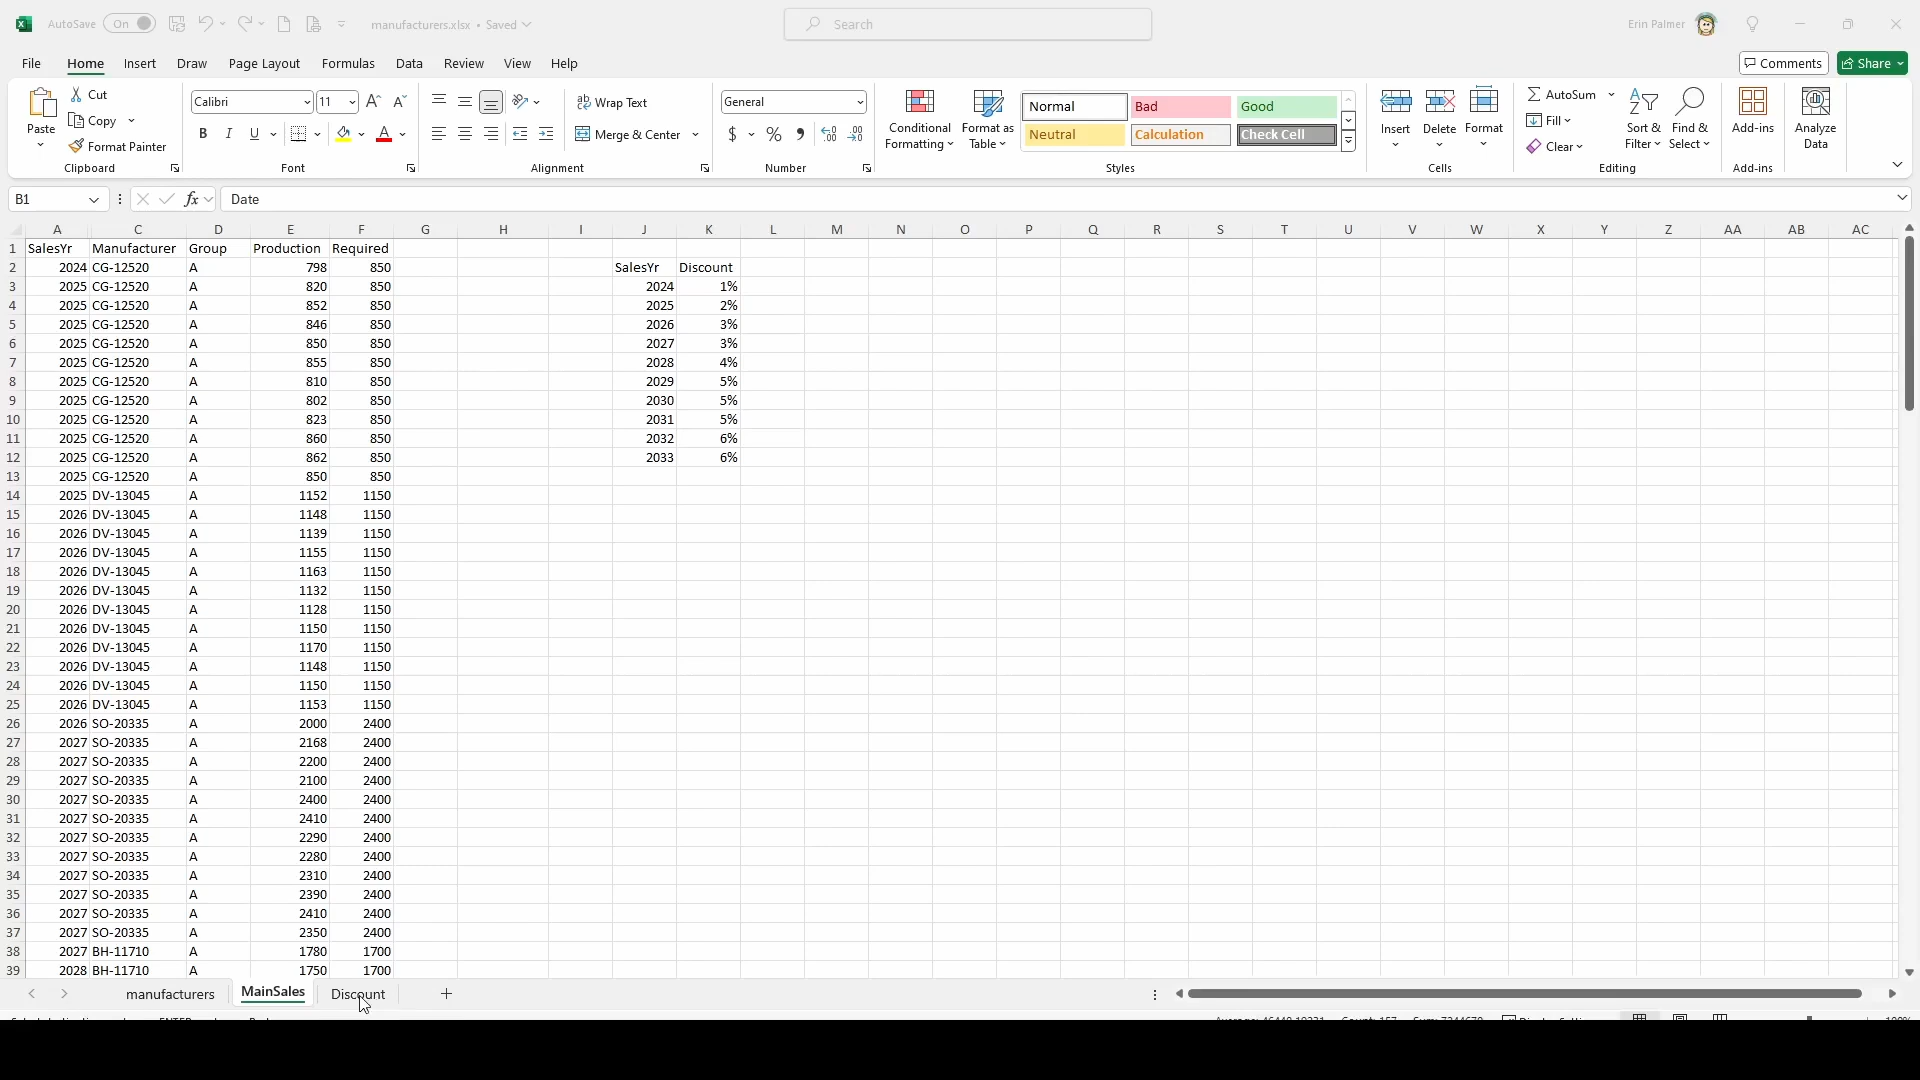 AutoSave On manufacturers.xlsx • Saved Search Erin Palmer
File Home Insert Draw Page Layout Formulas Data Review View Help Comments Share
Paste Cut Copy Format Painter Clipboard
Calibri 11 B I U A Font
Wrap Text Merge & Center Alignment
General $ % Number
Conditional Formatting Format as Table Normal Bad Good Neutral Calculation Check Cell Styles
Insert Delete Format Cells
AutoSum Fill Clear Sort & Filter Find & Select Editing
Add-ins Add-ins
Analyze Data
B1 fx Date
A C D E F G H I J K L M N O P Q R S T U V W X Y Z AA AB AC
1 SalesYr Manufacturer Group Production Required
2 2024 CG-12520 A 798 850 SalesYr Discount
3 2025 CG-12520 A 820 850 2024 1%
4 2025 CG-12520 A 852 850 2025 2%
5 2025 CG-12520 A 846 850 2026 3%
6 2025 CG-12520 A 850 850 2027 3%
7 2025 CG-12520 A 855 850 2028 4%
8 2025 CG-12520 A 810 850 2029 5%
9 2025 CG-12520 A 802 850 2030 5%
10 2025 CG-12520 A 823 850 2031 5%
11 2025 CG-12520 A 860 850 2032 6%
12 2025 CG-12520 A 862 850 2033 6%
13 2025 CG-12520 A 850 850
14 2025 DV-13045 A 1152 1150
15 2026 DV-13045 A 1148 1150
16 2026 DV-13045 A 1139 1150
17 2026 DV-13045 A 1155 1150
18 2026 DV-13045 A 1163 1150
19 2026 DV-13045 A 1132 1150
20 2026 DV-13045 A 1128 1150
21 2026 DV-13045 A 1150 1150
22 2026 DV-13045 A 1170 1150
23 2026 DV-13045 A 1148 1150
24 2026 DV-13045 A 1150 1150
25 2026 DV-13045 A 1153 1150
26 2026 SO-20335 A 2000 2400
27 2027 SO-20335 A 2168 2400
28 2027 SO-20335 A 2200 2400
29 2027 SO-20335 A 2100 2400
30 2027 SO-20335 A 2400 2400
31 2027 SO-20335 A 2410 2400
32 2027 SO-20335 A 2290 2400
33 2027 SO-20335 A 2280 2400
34 2027 SO-20335 A 2310 2400
35 2027 SO-20335 A 2390 2400
36 2027 SO-20335 A 2410 2400
37 2027 SO-20335 A 2350 2400
38 2027 BH-11710 A 1780 1700
39 2028 BH-11710 A 1750 1700
manufacturers MainSales Discount